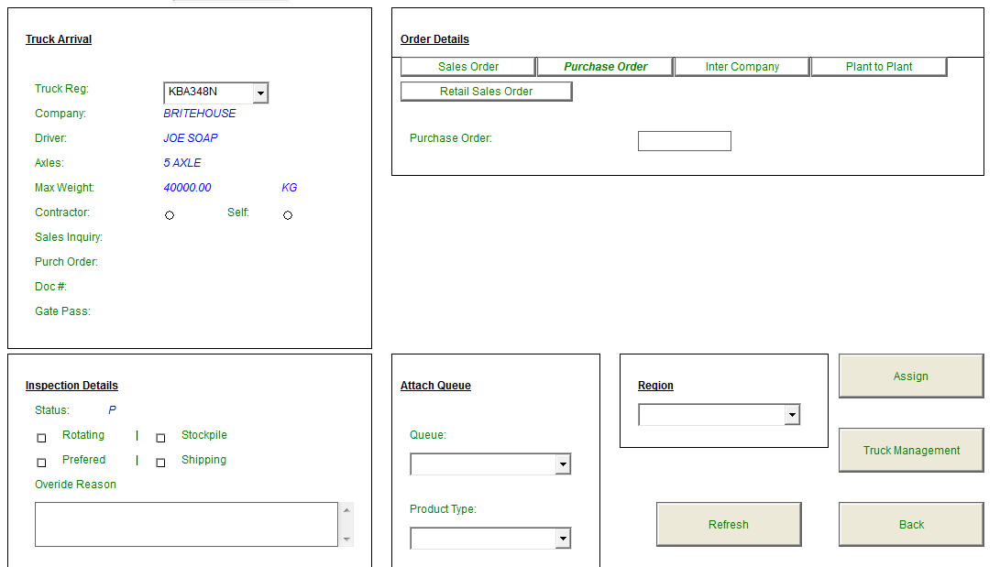 Truck Arrival
Truck Reg: KBA348N
Company: BRITEHOUSE
Driver: JOE SOAP
Axles: 5 AXLE
Max Weight: 40000.00 KG
Contractor: Self:
Sales Inquiry:
Purch Order:
Doc #:
Gate Pass:
Order Details
Sales Order Purchase Order Inter Company Plant to Plant
Retail Sales Order
Purchase Order:
Inspection Details
Status: P
Rotating | Stockpile
Prefered | Shipping
Overide Reason
Attach Queue
Queue:
Product Type:
Region
Assign
Truck Management
Refresh Back